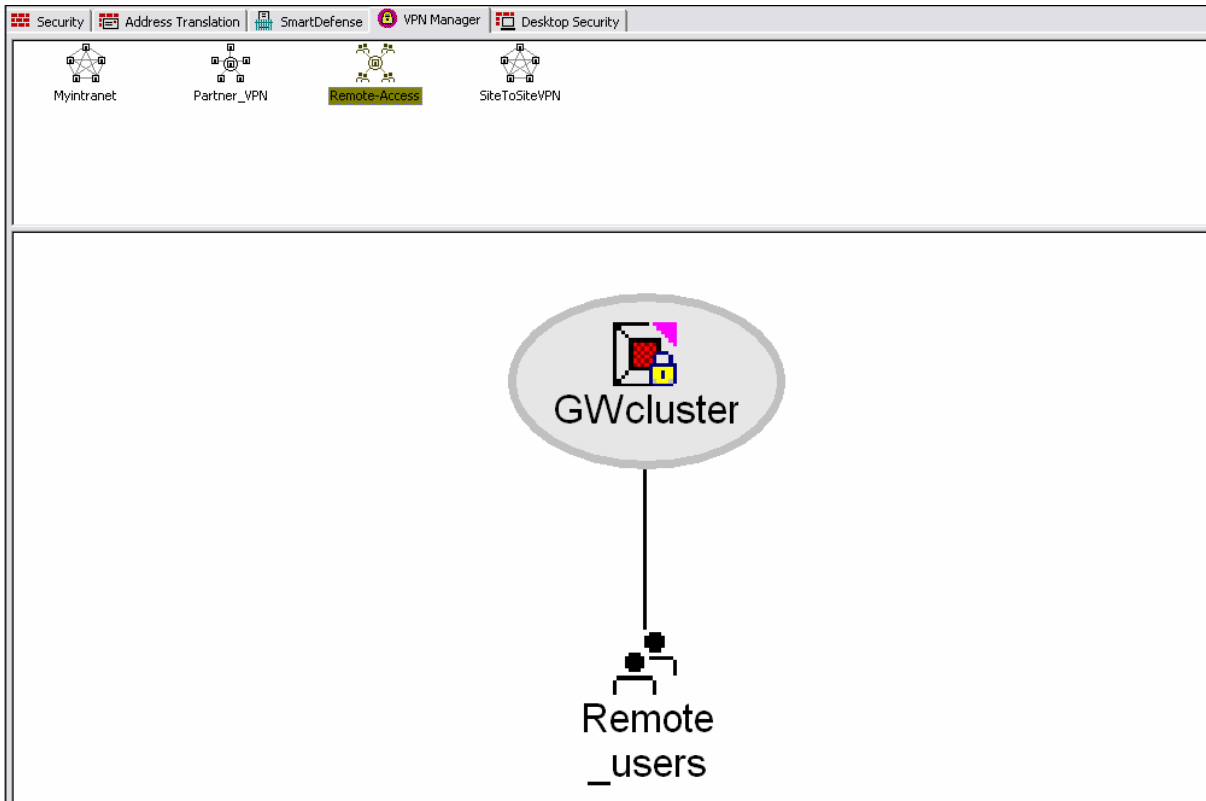 Security
Address Translation
SmartDefense
VPN Manager
Desktop Security
Myintranet
Partner_VPN
Remote-Access
SiteToSiteVPN
GWcluster
Remote
_users